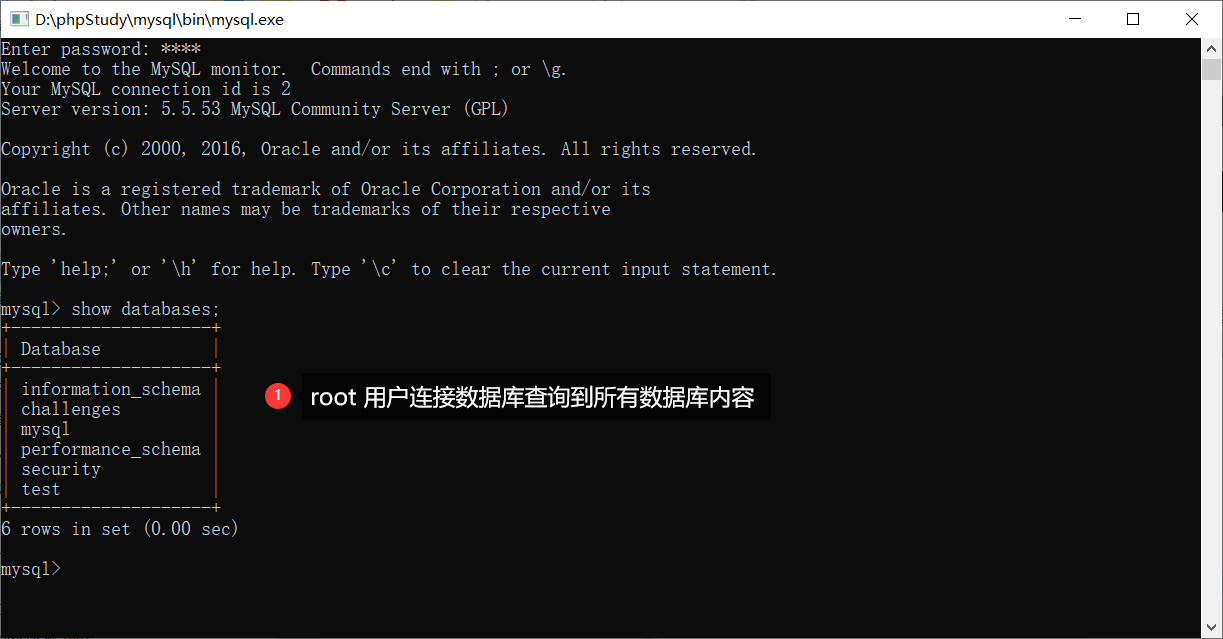 D:\phpStudy\mysql\bin\mysql.exe
Enter password: ****
Welcome to the MySQL monitor.  Commands end with ; or \g.
Your MySQL connection id is 2
Server version: 5.5.53 MySQL Community Server (GPL)
Copyright (c) 2000, 2016, Oracle and/or its affiliates. All rights reserved.
Oracle is a registered trademark of Oracle Corporation and/or its
affiliates. Other names may be trademarks of their respective
owners.
Type 'help;' or '\h' for help. Type '\c' to clear the current input statement.
mysql> show databases;
+--------------------+
| Database           |
+--------------------+
| information_schema |
| challenges         |
| mysql              |
| performance_schema |
| security           |
| test               |
+--------------------+
1 root 用户连接数据库查询到所有数据库内容
6 rows in set (0.00 sec)
mysql>